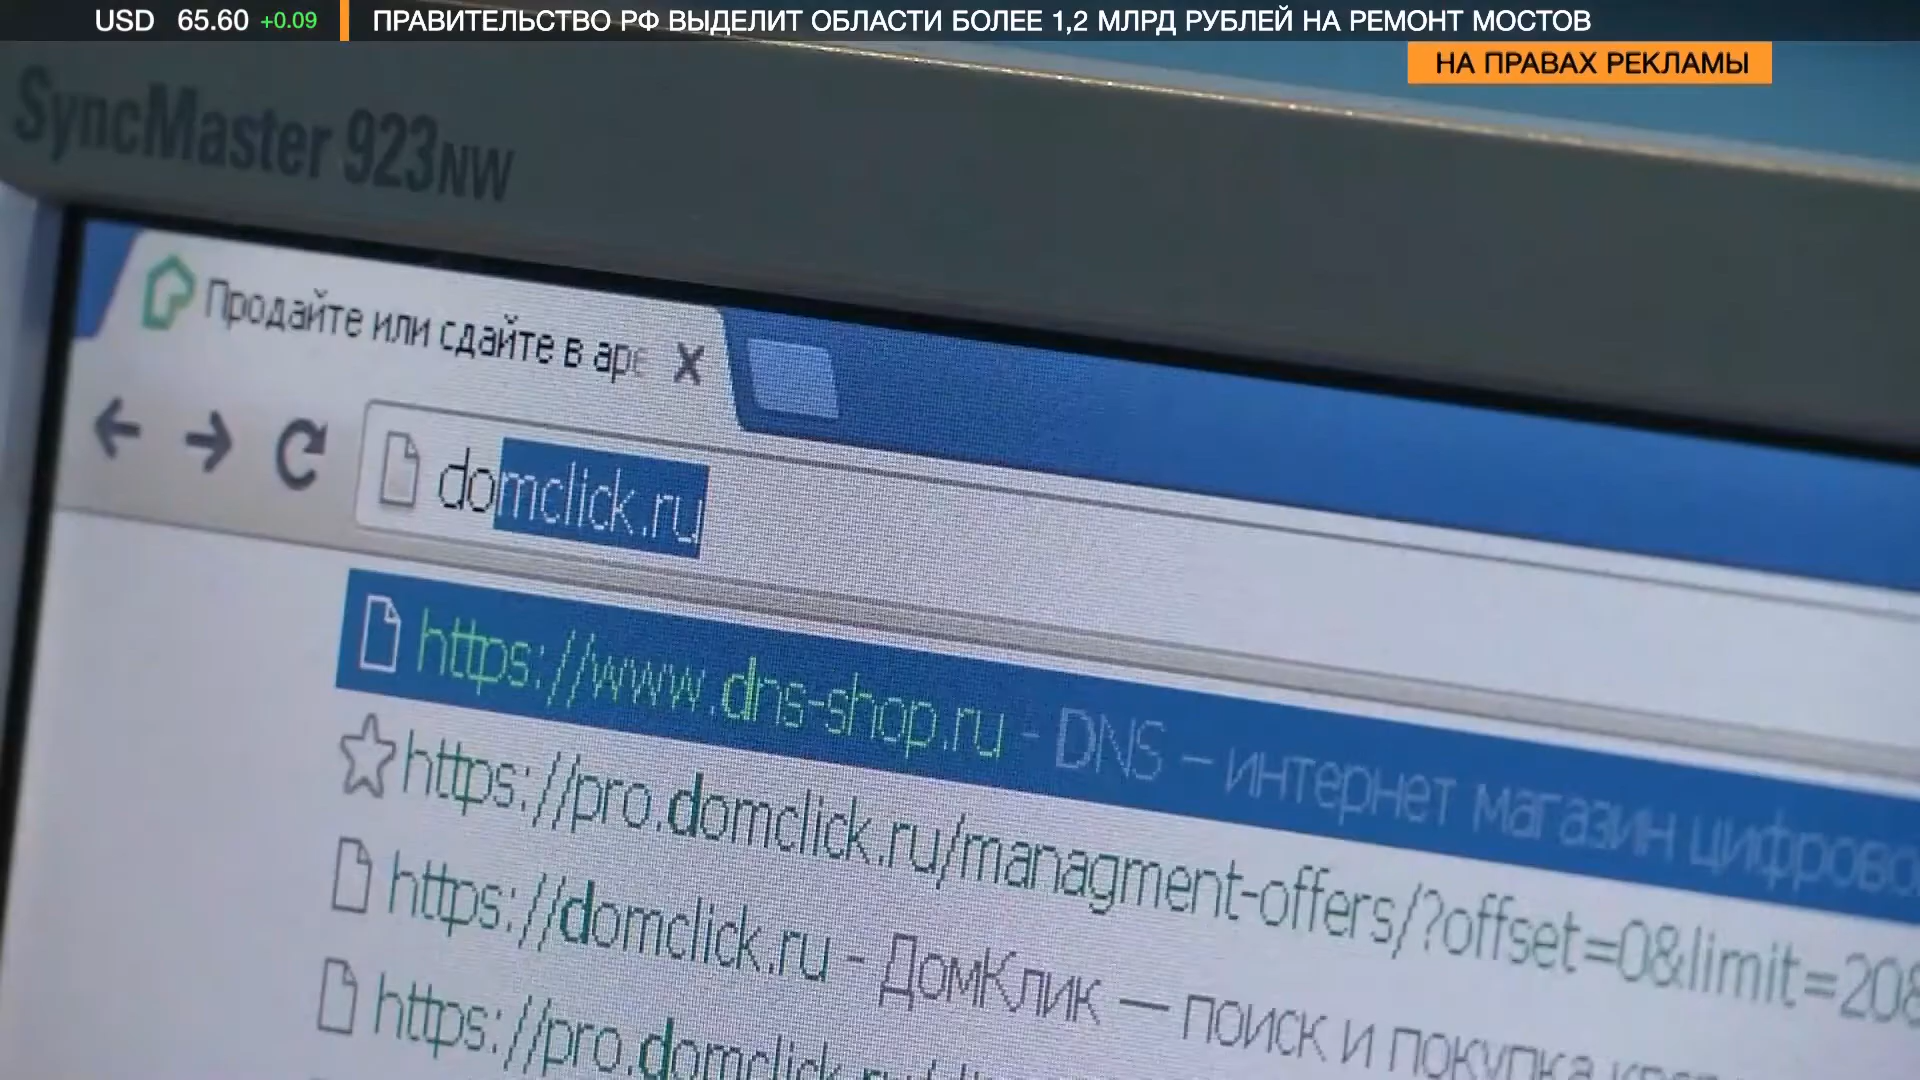 USD 65.60 +0.09 ПРАВИТЕЛЬСТВО РФ ВЫДЕЛИТ ОБЛАСТИ БОЛЕЕ 1,2 МЛРД РУБЛЕЙ НА РЕМОНТ МОСТОВ
НА ПРАВАХ РЕКЛАМЫ
SyncMaster 923NW
Продайте или сдайте в аре
domclick.ru
https://www.dns-shop.ru - DNS – интернет магазин цифрово
https://pro.domclick.ru/managment-offers/?offset=0&limit=20&
https://domclick.ru - ДомКлик — поиск и покупка
https://pro.domclick.ru/